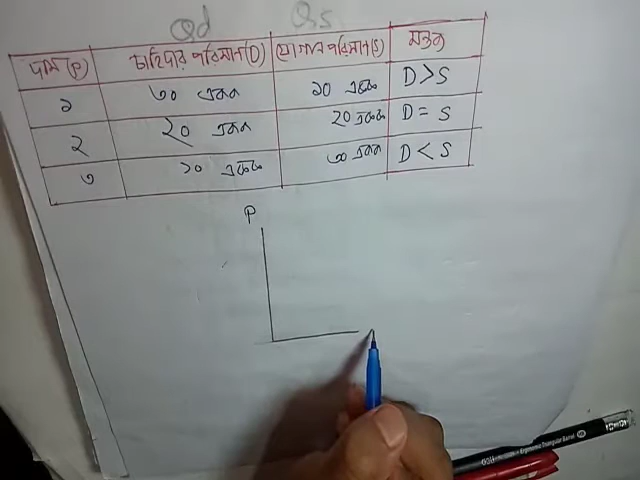 Qd Qs
দাম (P) চাহিদার পরিমান (D) যোগান পরিমান (S) মন্তব্য
১ ৩০ একক ১০ একক D > S
২ ২০ একক ২০ একক D = S
৩ ১০ একক ৩০ একক D < S
P